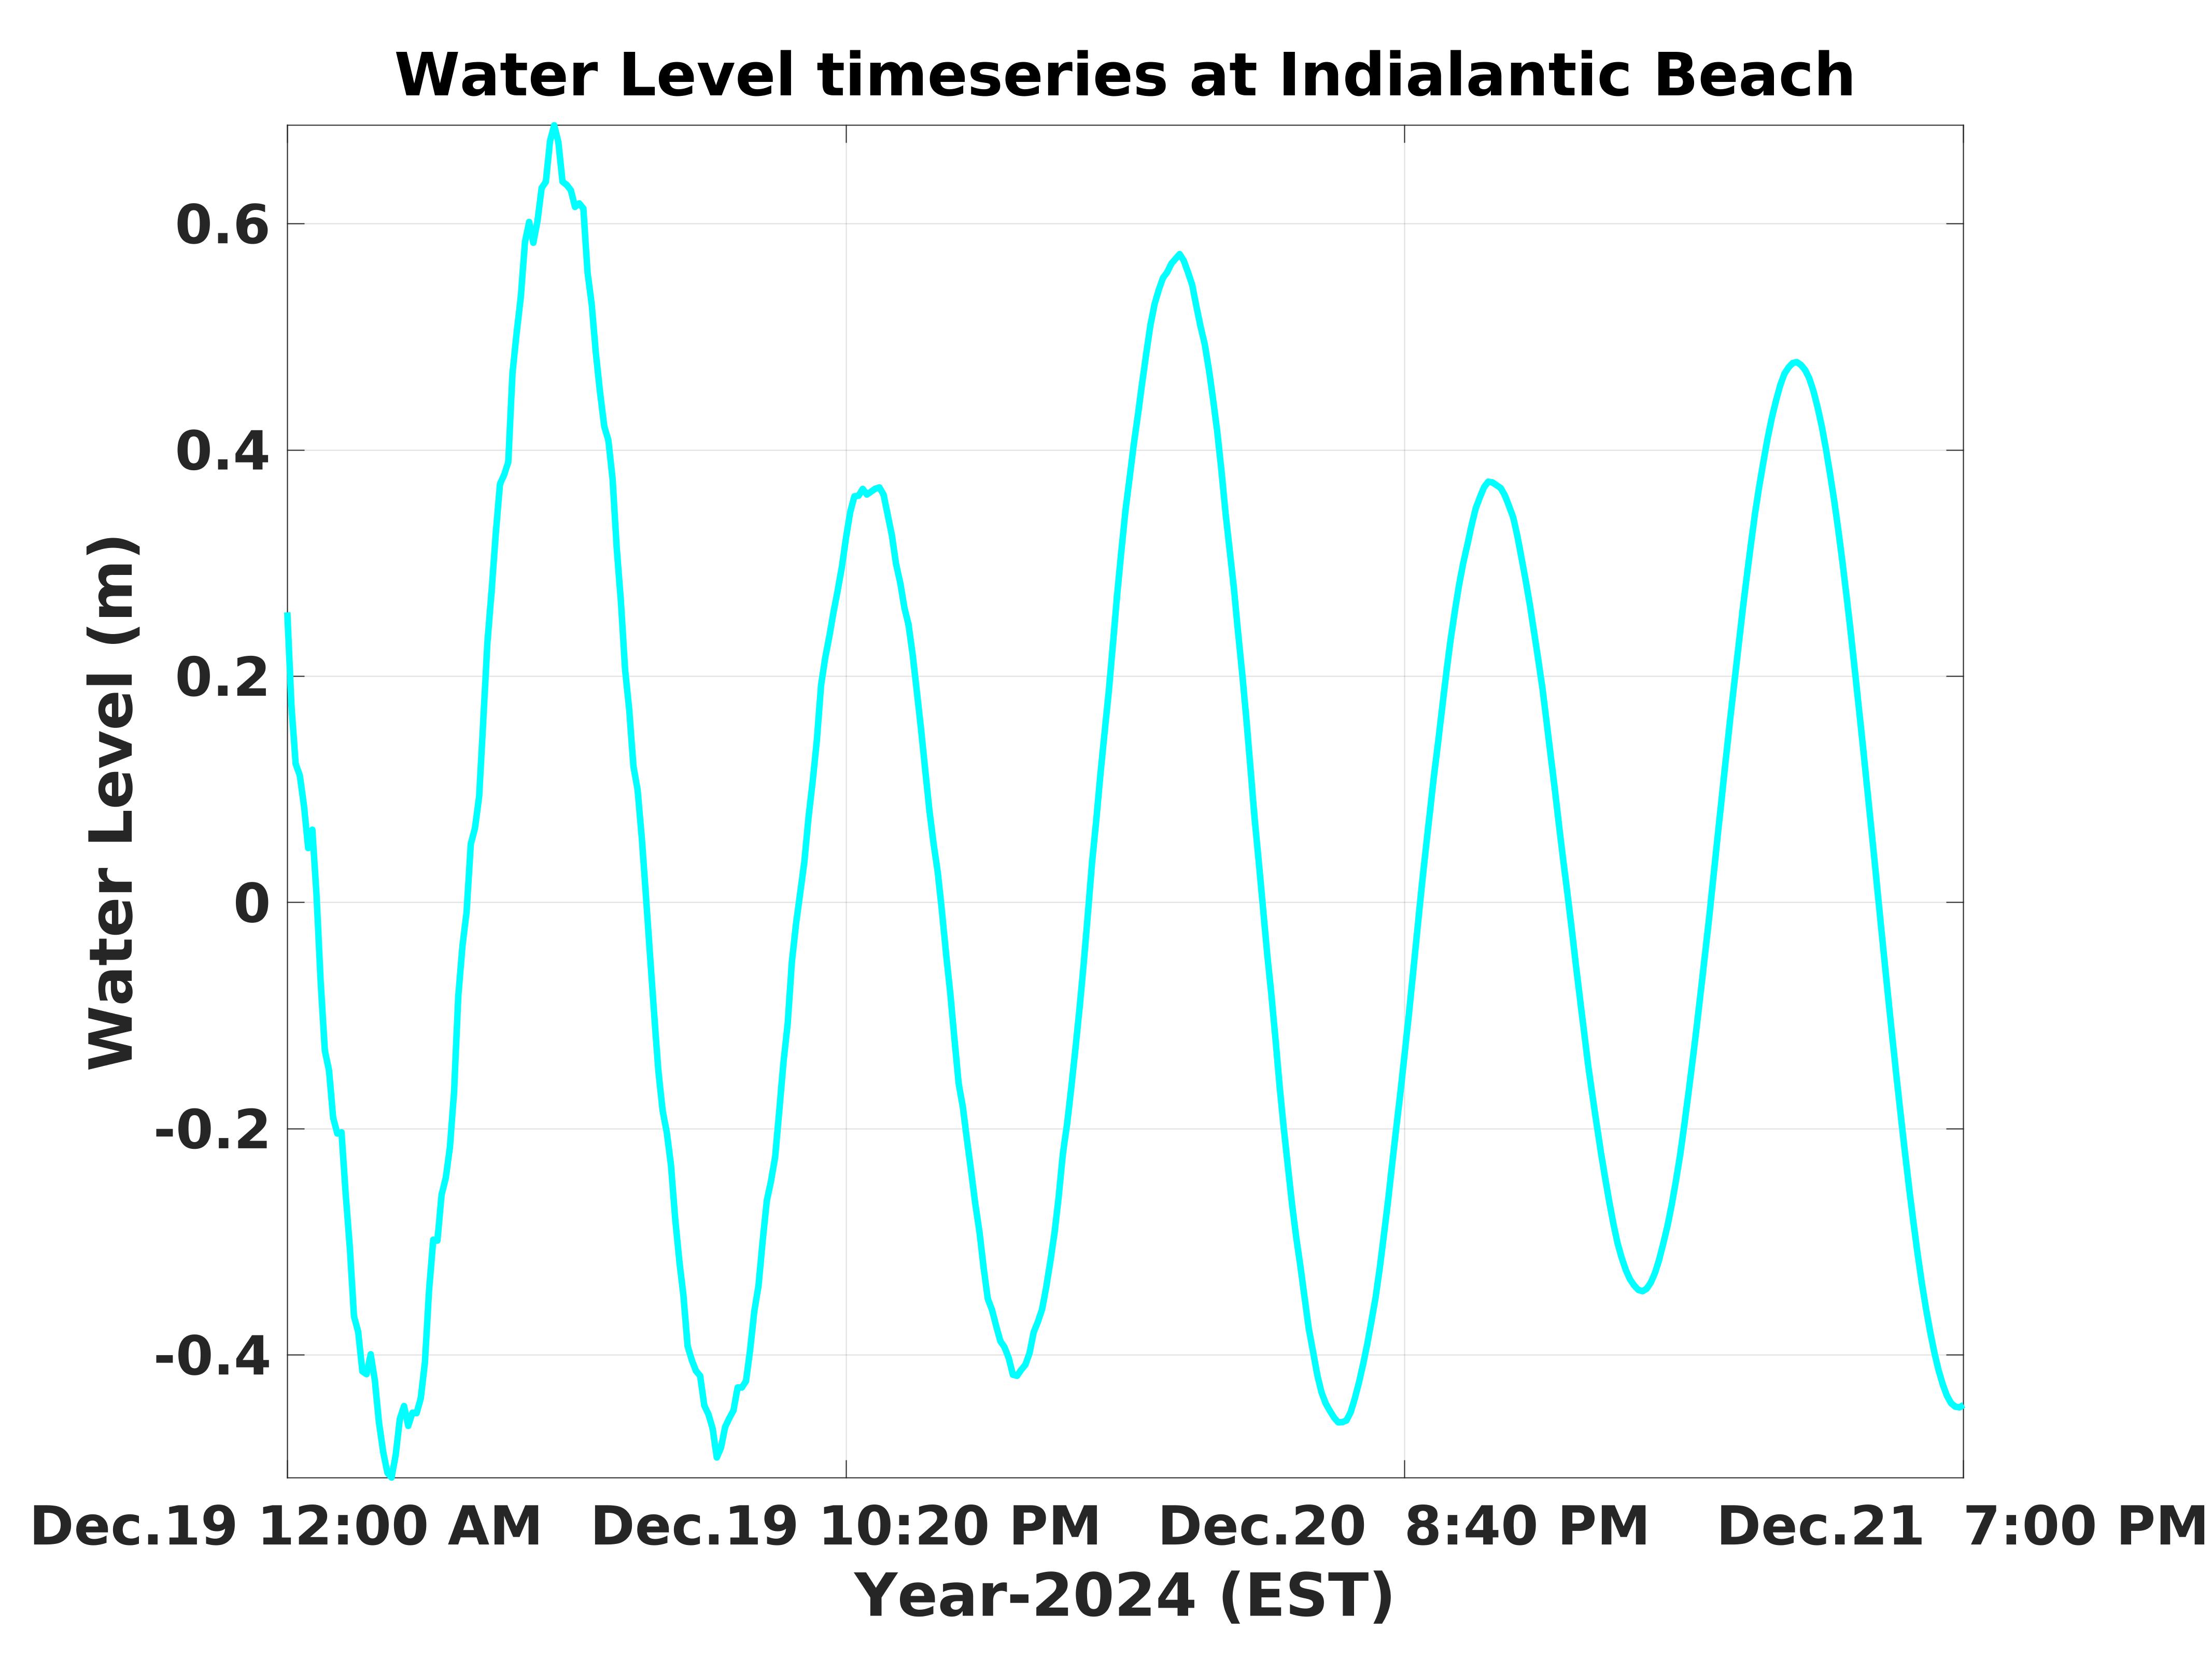 Water Level timeseries at Indialantic Beach
Water Level (m)
0.6
0.4
0.2
0
-0.2
-0.4
Dec.19 12:00 AM
Dec.19 10:20 PM
Dec.20 8:40 PM
Dec.21 7:00 PM
Year-2024 (EST)